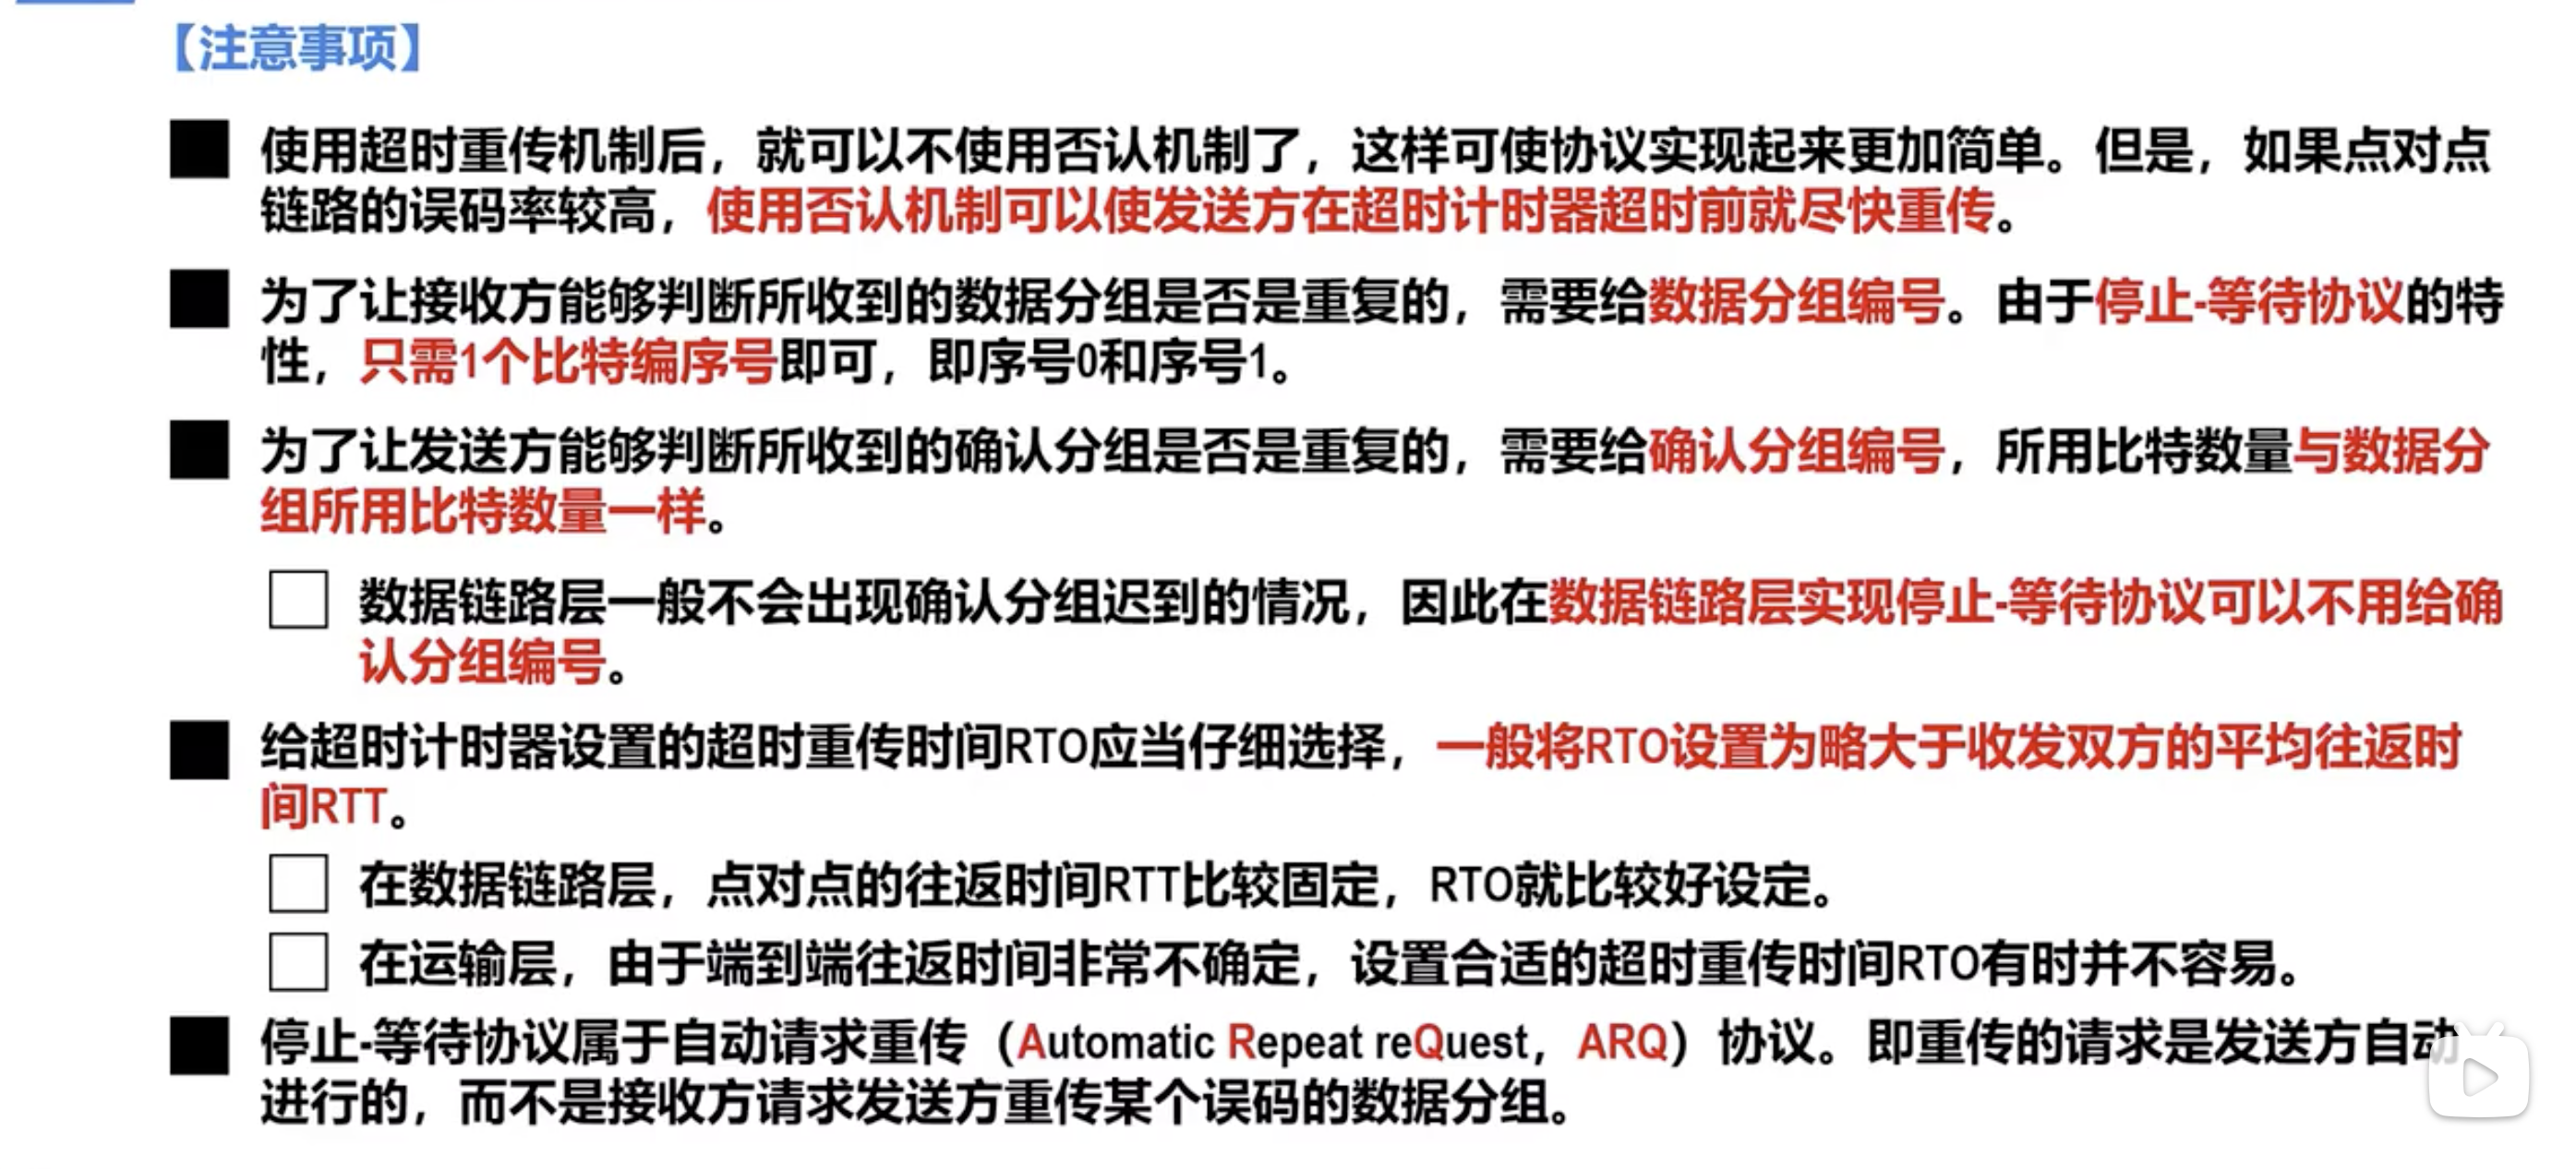 【注意事项】
使用超时重传机制后，就可以不使用否认机制了，这样可使协议实现起来更加简单。但是，如果点对点
链路的误码率较高，使用否认机制可以使发送方在超时计时器超时前就尽快重传。
为了让接收方能够判断所收到的数据分组是否是重复的，需要给数据分组编号。由于停止-等待协议的特
性，只需1个比特编序号即可，即序号0和序号1。
为了让发送方能够判断所收到的确认分组是否是重复的，需要给确认分组编号，所用比特数量与数据分
组所用比特数量一样。
数据链路层一般不会出现确认分组迟到的情况，因此在数据链路层实现停止-等待协议可以不用给确
认分组编号。
给超时计时器设置的超时重传时间RTO应当仔细选择，一般将RTO设置为略大于收发双方的平均往返时
间RTT。
在数据链路层，点对点的往返时间RTT比较固定，RTO就比较好设定。
在运输层，由于端到端往返时间非常不确定，设置合适的超时重传时间RTO有时并不容易。
停止-等待协议属于自动请求重传（Automatic Repeat reQuest，ARQ）协议。即重传的请求是发送方自动
进行的，而不是接收方请求发送方重传某个误码的数据分组。